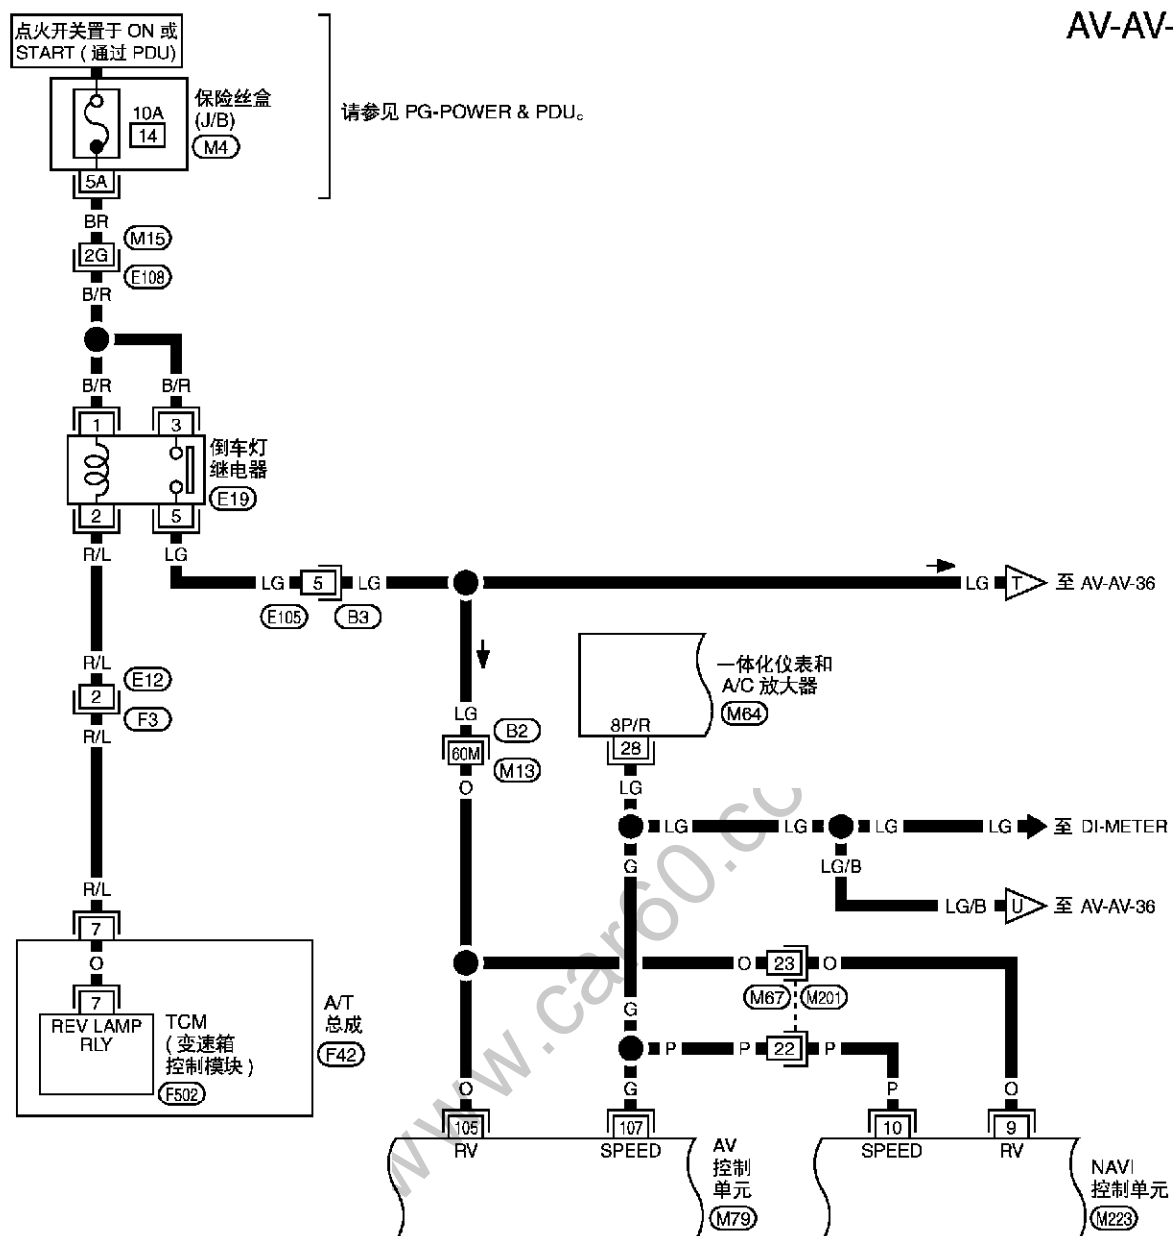 AV-AV-
点火开关置于 ON 或
START ( 通过 PDU)
保险丝盒
(J/B)
M4
10A
14
请参见 PG-POWER & PDU。
5A
BR
M15
2G
E108
B/R
B/R
B/R
1
3
倒车灯
继电器
E19
2
5
R/L
LG
LG
5
LG
E105
B3
LG
T
至 AV-AV-36
R/L
E12
2
F3
R/L
一体化仪表和
A/C 放大器
M64
8P/R
28
LG
B2
60M
M13
O
LG
LG
LG
LG
LG
至 DI-METER
G
LG/B
LG/B
U
至 AV-AV-36
R/L
7
O
7
REV LAMP
RLY
TCM
( 变速箱
控制模块 )
F502
A/T
总成
F42
O
23
O
M67
M201
G
P
P
22
P
O
G
P
O
105
RV
107
SPEED
AV
控制
单元
M79
10
SPEED
9
RV
NAVI
控制单元
M223
www.car60.cc